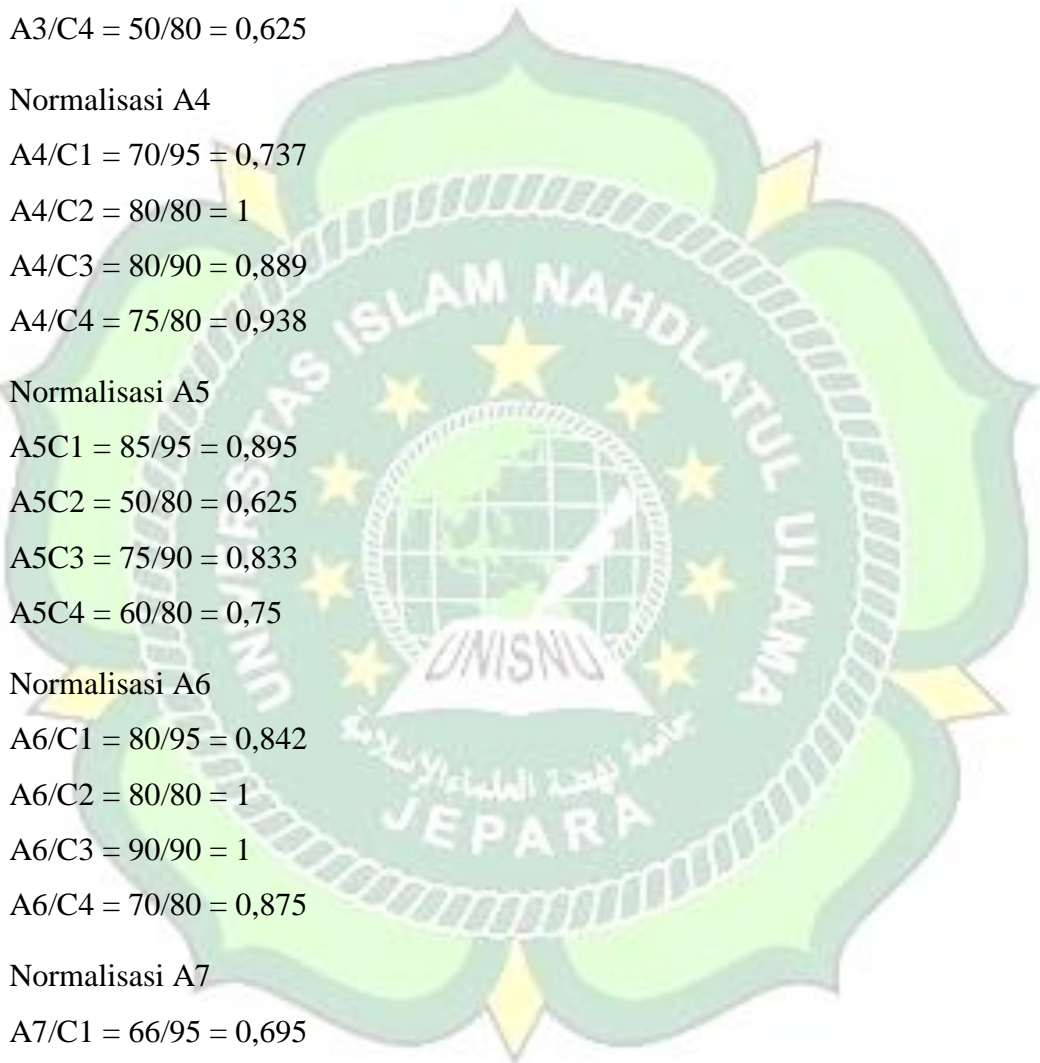 A3/C4 = 50/80 = 0,625
Normalisasi A4
A4/C1 = 70/95 = 0,737
A4/C2 = 80/80 = 1
A4/C3 = 80/90 = 0,889
A4/C4 = 75/80 = 0,938
Normalisasi A5
A5C1 = 85/95 = 0,895
A5C2 = 50/80 = 0,625
A5C3 = 75/90 = 0,833
A5C4 = 60/80 = 0,75
Normalisasi A6
A6/C1 = 80/95 = 0,842
A6/C2 = 80/80 = 1
A6/C3 = 90/90 = 1
A6/C4 = 70/80 = 0,875
Normalisasi A7
A7/C1 = 66/95 = 0,695
UNIVERSITAS ISLAM NAHDLATUL ULAMA
UNISNU
جامعة نهضة العلماء الإسلامية
JEPARA